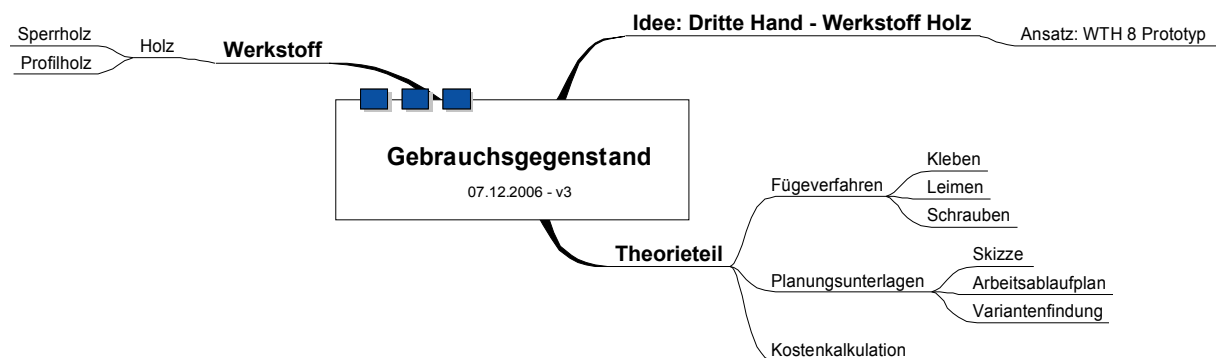 Idee: Dritte Hand - Werkstoff Holz
Ansatz: WTH 8 Prototyp
Sperrholz
Profilholz
Holz
Werkstoff
Gebrauchsgegenstand
07.12.2006 - v3
Theorieteil
Fügeverfahren
Kleben
Leimen
Schrauben
Planungsunterlagen
Skizze
Arbeitsablaufplan
Variantenfindung
Kostenkalkulation